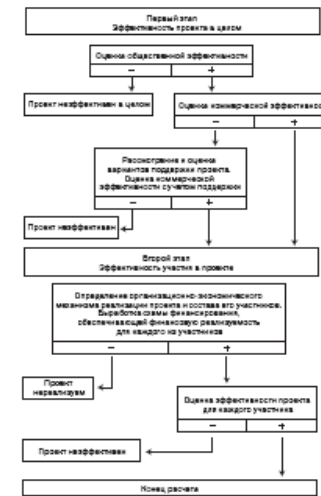 Первый этап
Эффективность проекта в целом
Оценка общественной эффективности
– +
Проект неэффективен в целом
Оценка коммерческой эффективнос
– +
Рассмотрение и оценка
вариантов поддержки проекта.
Оценка коммерческой
эффективности с учетом поддержки
– +
Проект неэффективен
Второй этап
Эффективность участия в проекте
Определение организационно-экономического
механизма реализации проекта и состава его участников.
Выработка схемы финансирования,
обеспечивающей финансовую реализуемость
для каждого из участников
– +
Проект
нереализуем
Оценка эффективности проекта
для каждого участника
– +
Проект неэффективен
Конец расчета